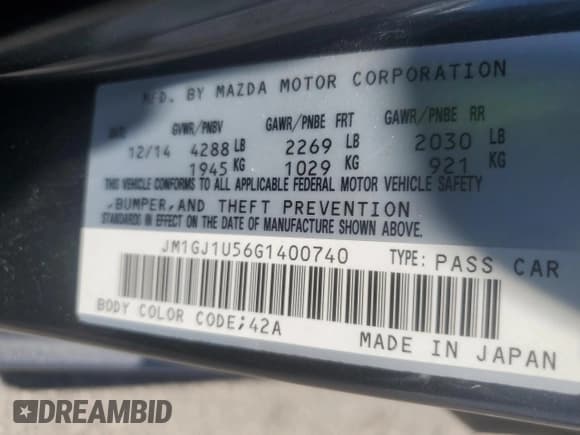 MFD. BY MAZDA MOTOR CORPORATION
DATE GVWR/PNBV GAWR/PNBE FRT GAWR/PNBE RR
12/14 4288 LB 2269 LB 2030 LB
1945 KG 1029 KG 921 KG
THIS VEHICLE CONFORMS TO ALL APPLICABLE FEDERAL MOTOR VEHICLE SAFETY
,BUMPER,AND THEFT PREVENTION
STANDARDS IN EFFECT ON THE DATE OF MANUFACTURE SHOWN ABOVE.
JM1GJ1U56G1400740 TYPE: PASS CAR
BODY COLOR CODE;42A
MADE IN JAPAN
DREAMBID